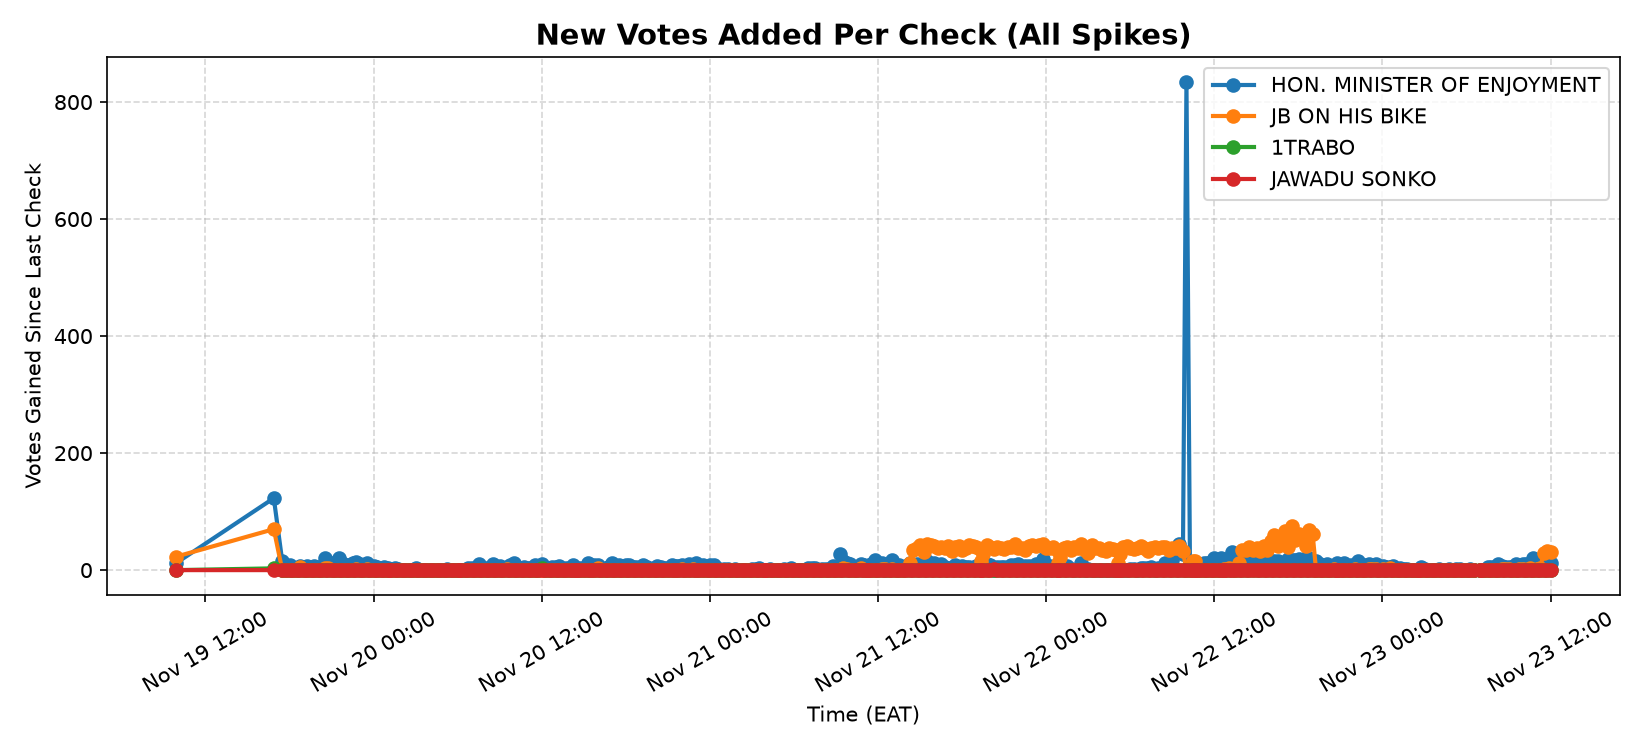 New Votes Added Per Check (All Spikes)
HON. MINISTER OF ENJOYMENT
JB ON HIS BIKE
1TRABO
JAWADU SONKO
Votes Gained Since Last Check
800
600
400
200
0
Nov 19 12:00
Nov 20 00:00
Nov 20 12:00
Nov 21 00:00
Nov 21 12:00
Nov 22 00:00
Nov 22 12:00
Nov 23 00:00
Nov 23 12:00
Time (EAT)